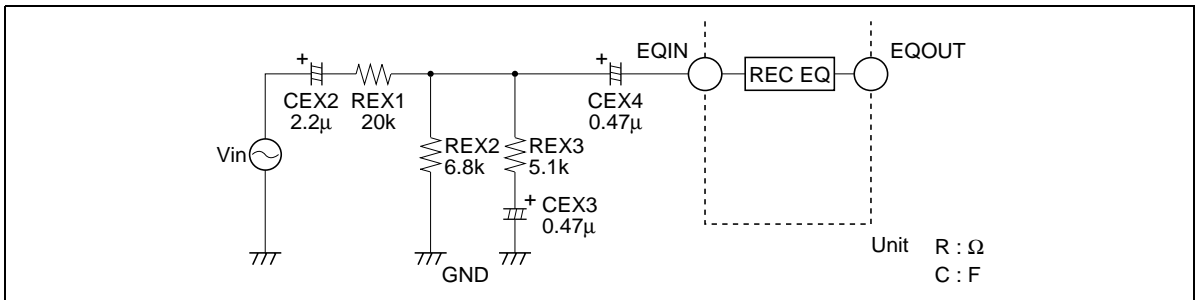 EQIN
EQOUT
+
+
REC EQ
CEX2
2.2μ
REX1
20k
CEX4
0.47μ
Vin
REX2
6.8k
REX3
5.1k
+ CEX3
0.47μ
GND
Unit R : Ω
C : F